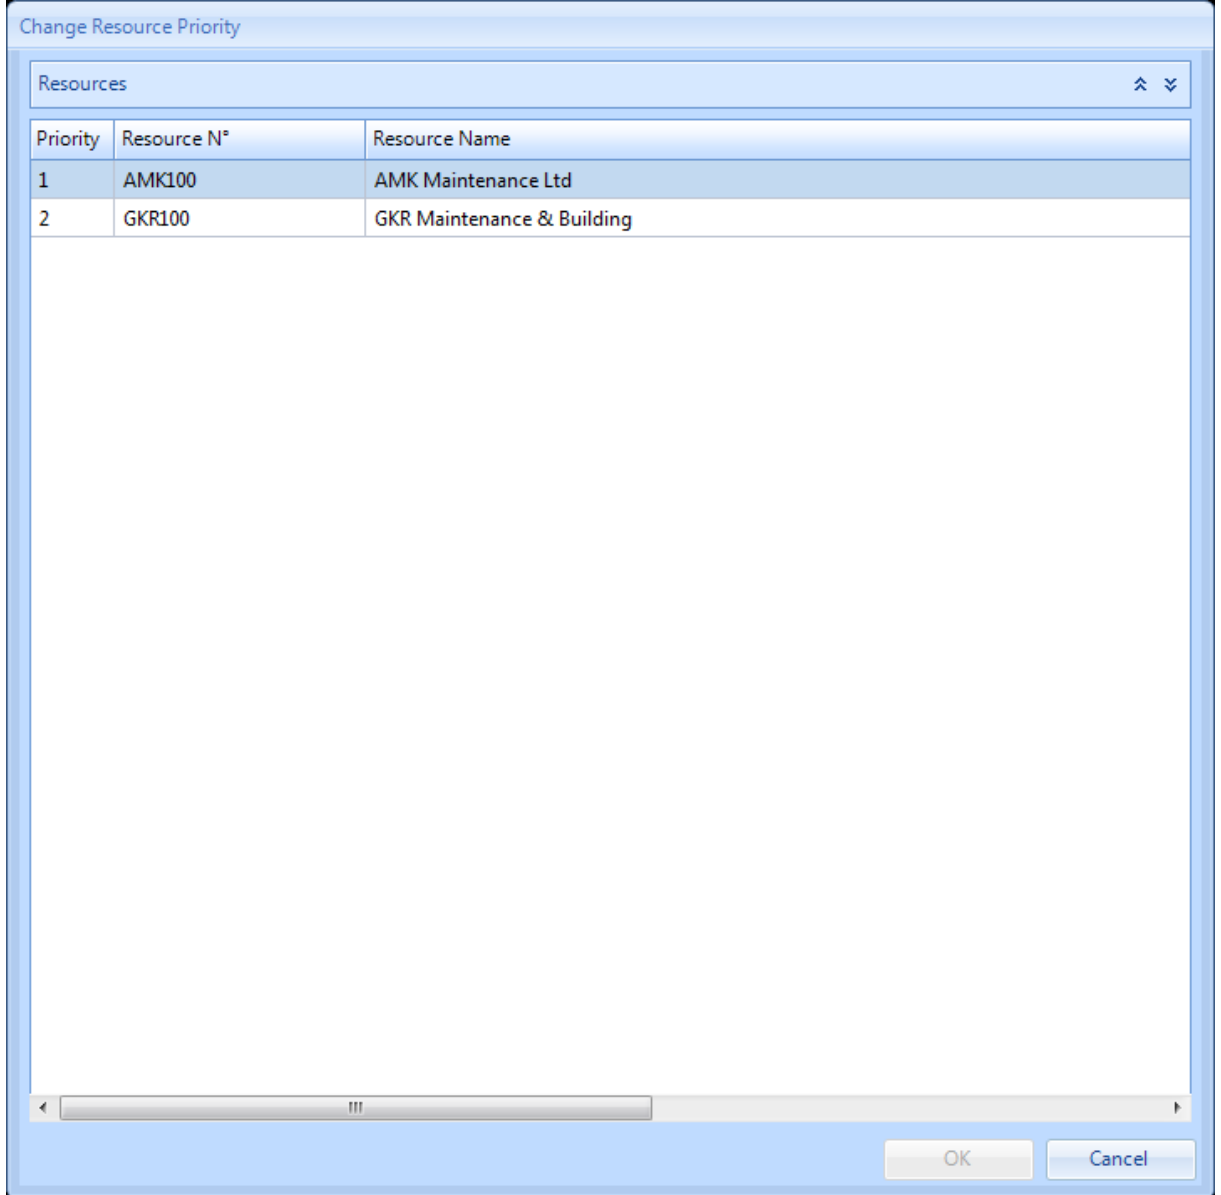 Change Resource Priority
Resources
Priority Resource N° Resource Name
1 AMK100 AMK Maintenance Ltd
2 GKR100 GKR Maintenance & Building
OK Cancel